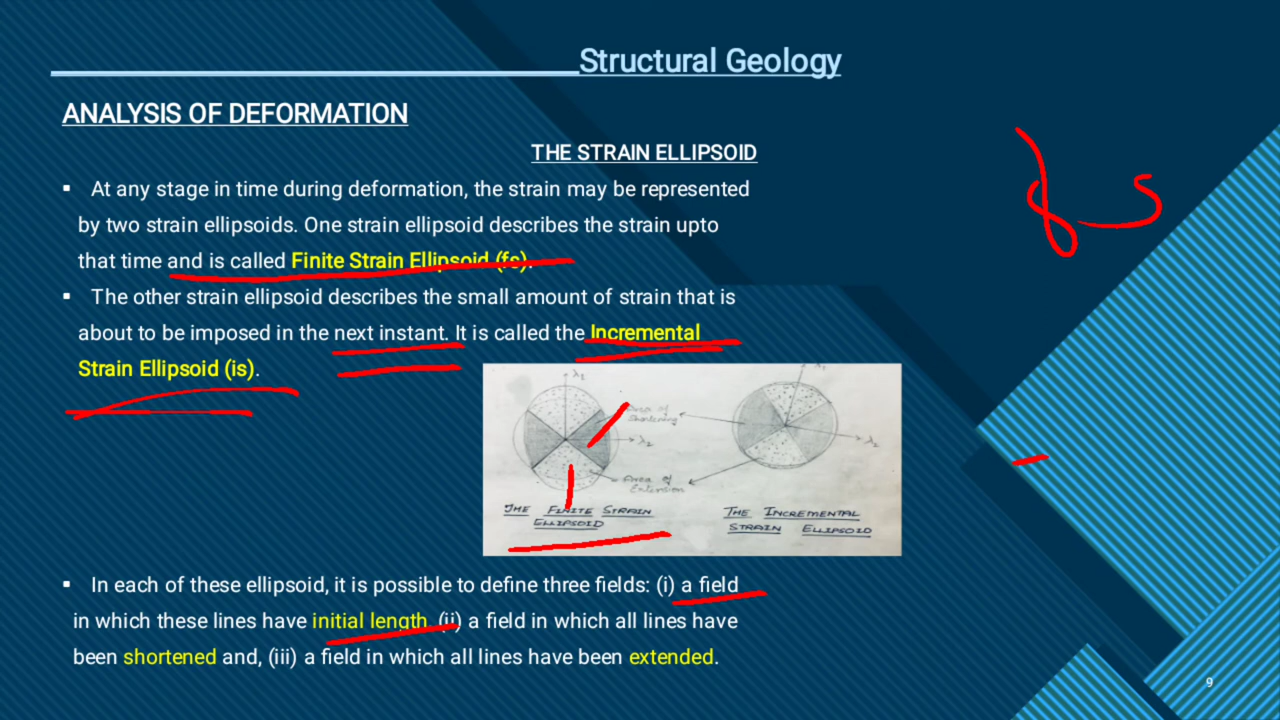 Structural Geology
ANALYSIS OF DEFORMATION
THE STRAIN ELLIPSOID
▪ At any stage in time during deformation, the strain may be represented
by two strain ellipsoids. One strain ellipsoid describes the strain upto
that time and is called Finite Strain Ellipsoid (fs).
▪ The other strain ellipsoid describes the small amount of strain that is
about to be imposed in the next instant. It is called the Incremental
Strain Ellipsoid (is).
λ1
λ1
Area of
Shortening
λ2
λ2
Area of
Extension
THE FINITE STRAIN
ELLIPSOID
THE INCREMENTAL
STRAIN ELLIPSOID
▪ In each of these ellipsoid, it is possible to define three fields: (i) a field
in which these lines have initial length. (ii) a field in which all lines have
been shortened and, (iii) a field in which all lines have been extended.
9